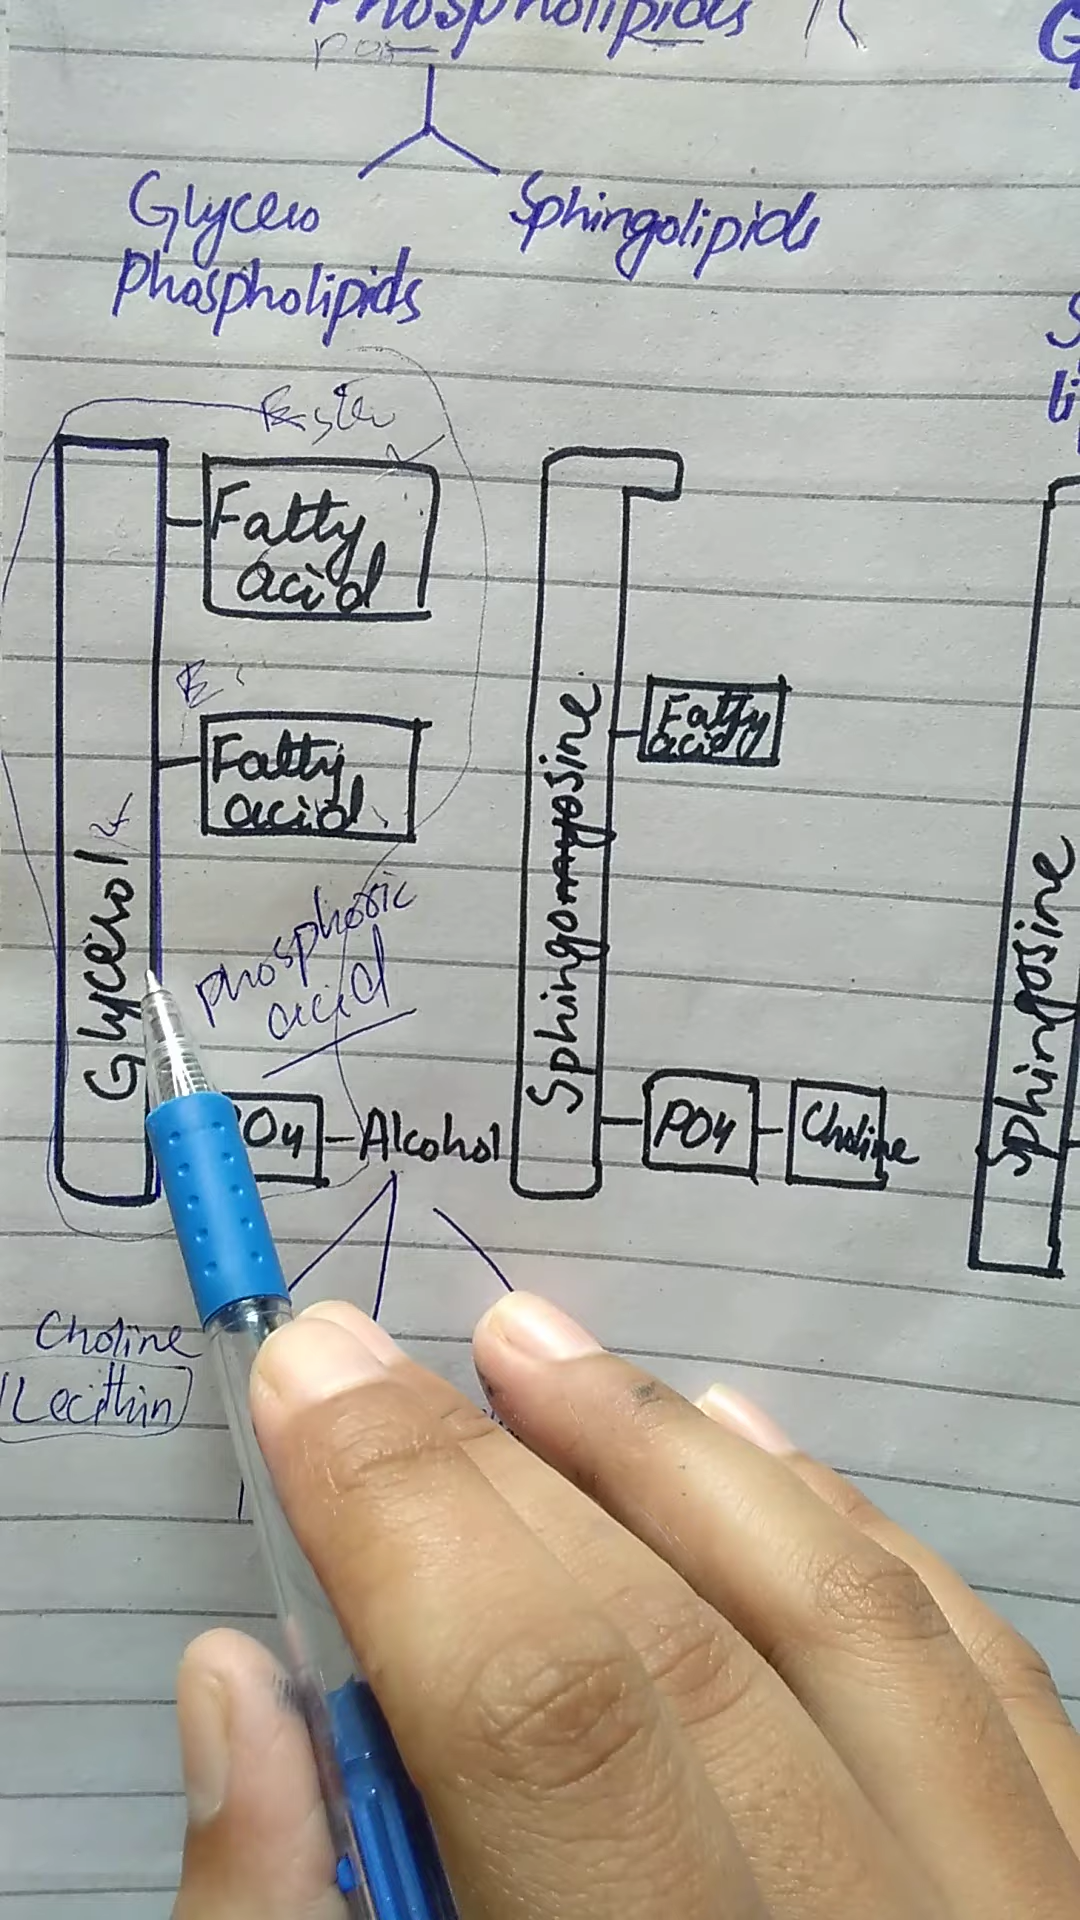 Phospholipids
G
Glycero
phospholipids
Sphingolipids
S
li
Ester
Fatty
acid
E
Fatty
acid
Glycerol
phosphoric
acid
PO4
Alcohol
Choline
(Lecithin)
Sphingosine
Fatty
acid
PO4
Choline
Sphingosine